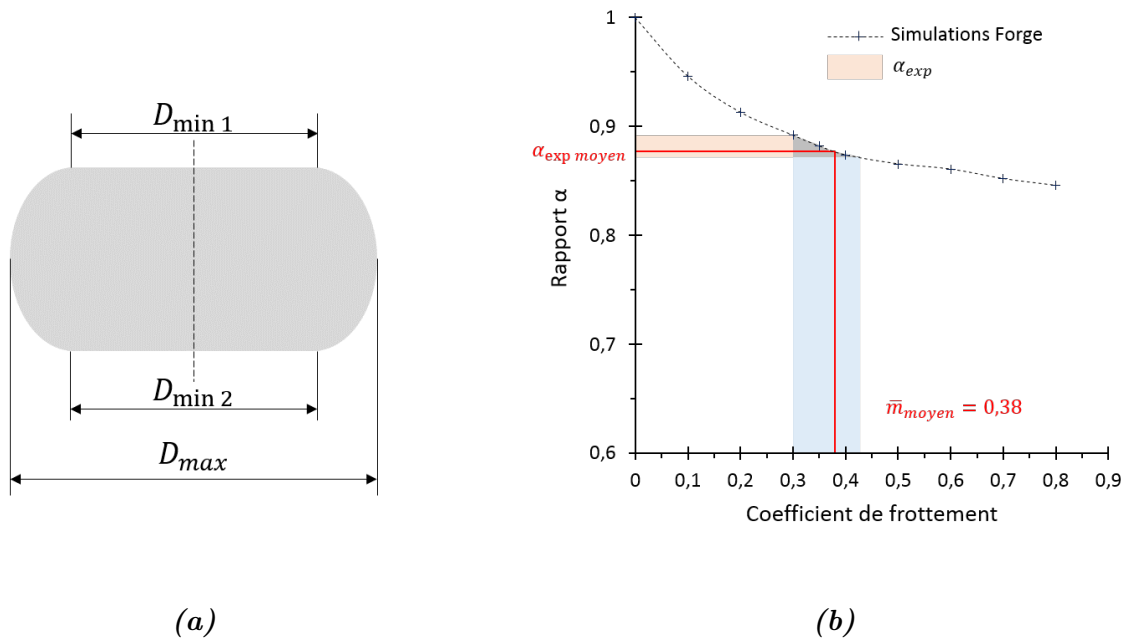 D_min 1
D_min 2
D_max
(a)
Simulations Forge
α_exp
1
0,9
0,8
0,7
0,6
α_exp moyen
Rapport α
m̅_moyen = 0,38
0 0,1 0,2 0,3 0,4 0,5 0,6 0,7 0,8 0,9
Coefficient de frottement
(b)